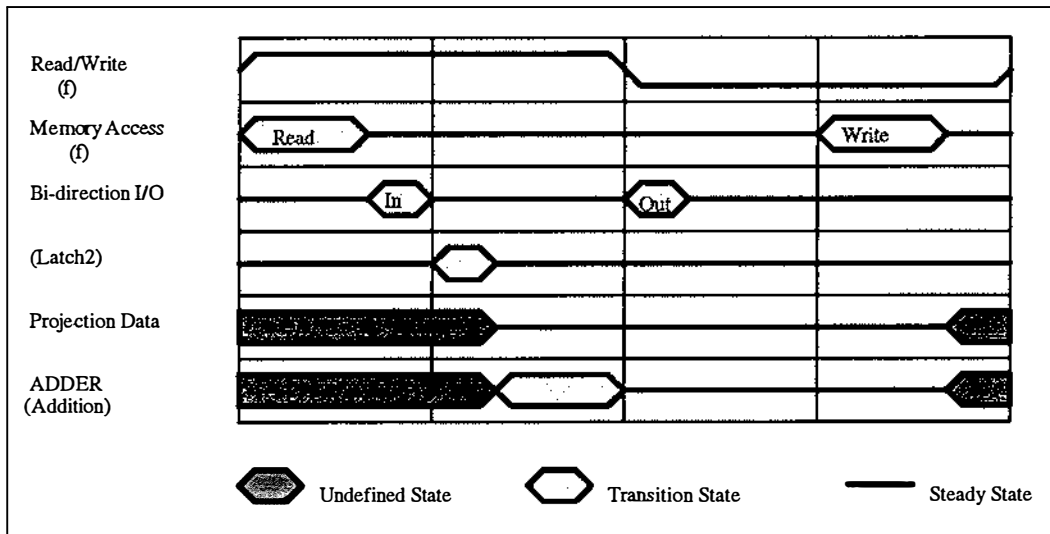 Read/Write
(f)
Memory Access
(f)
Read
Write
Bi-direction I/O
In
Out
(Latch2)
Projection Data
ADDER
(Addition)
Undefined State
Transition State
Steady State